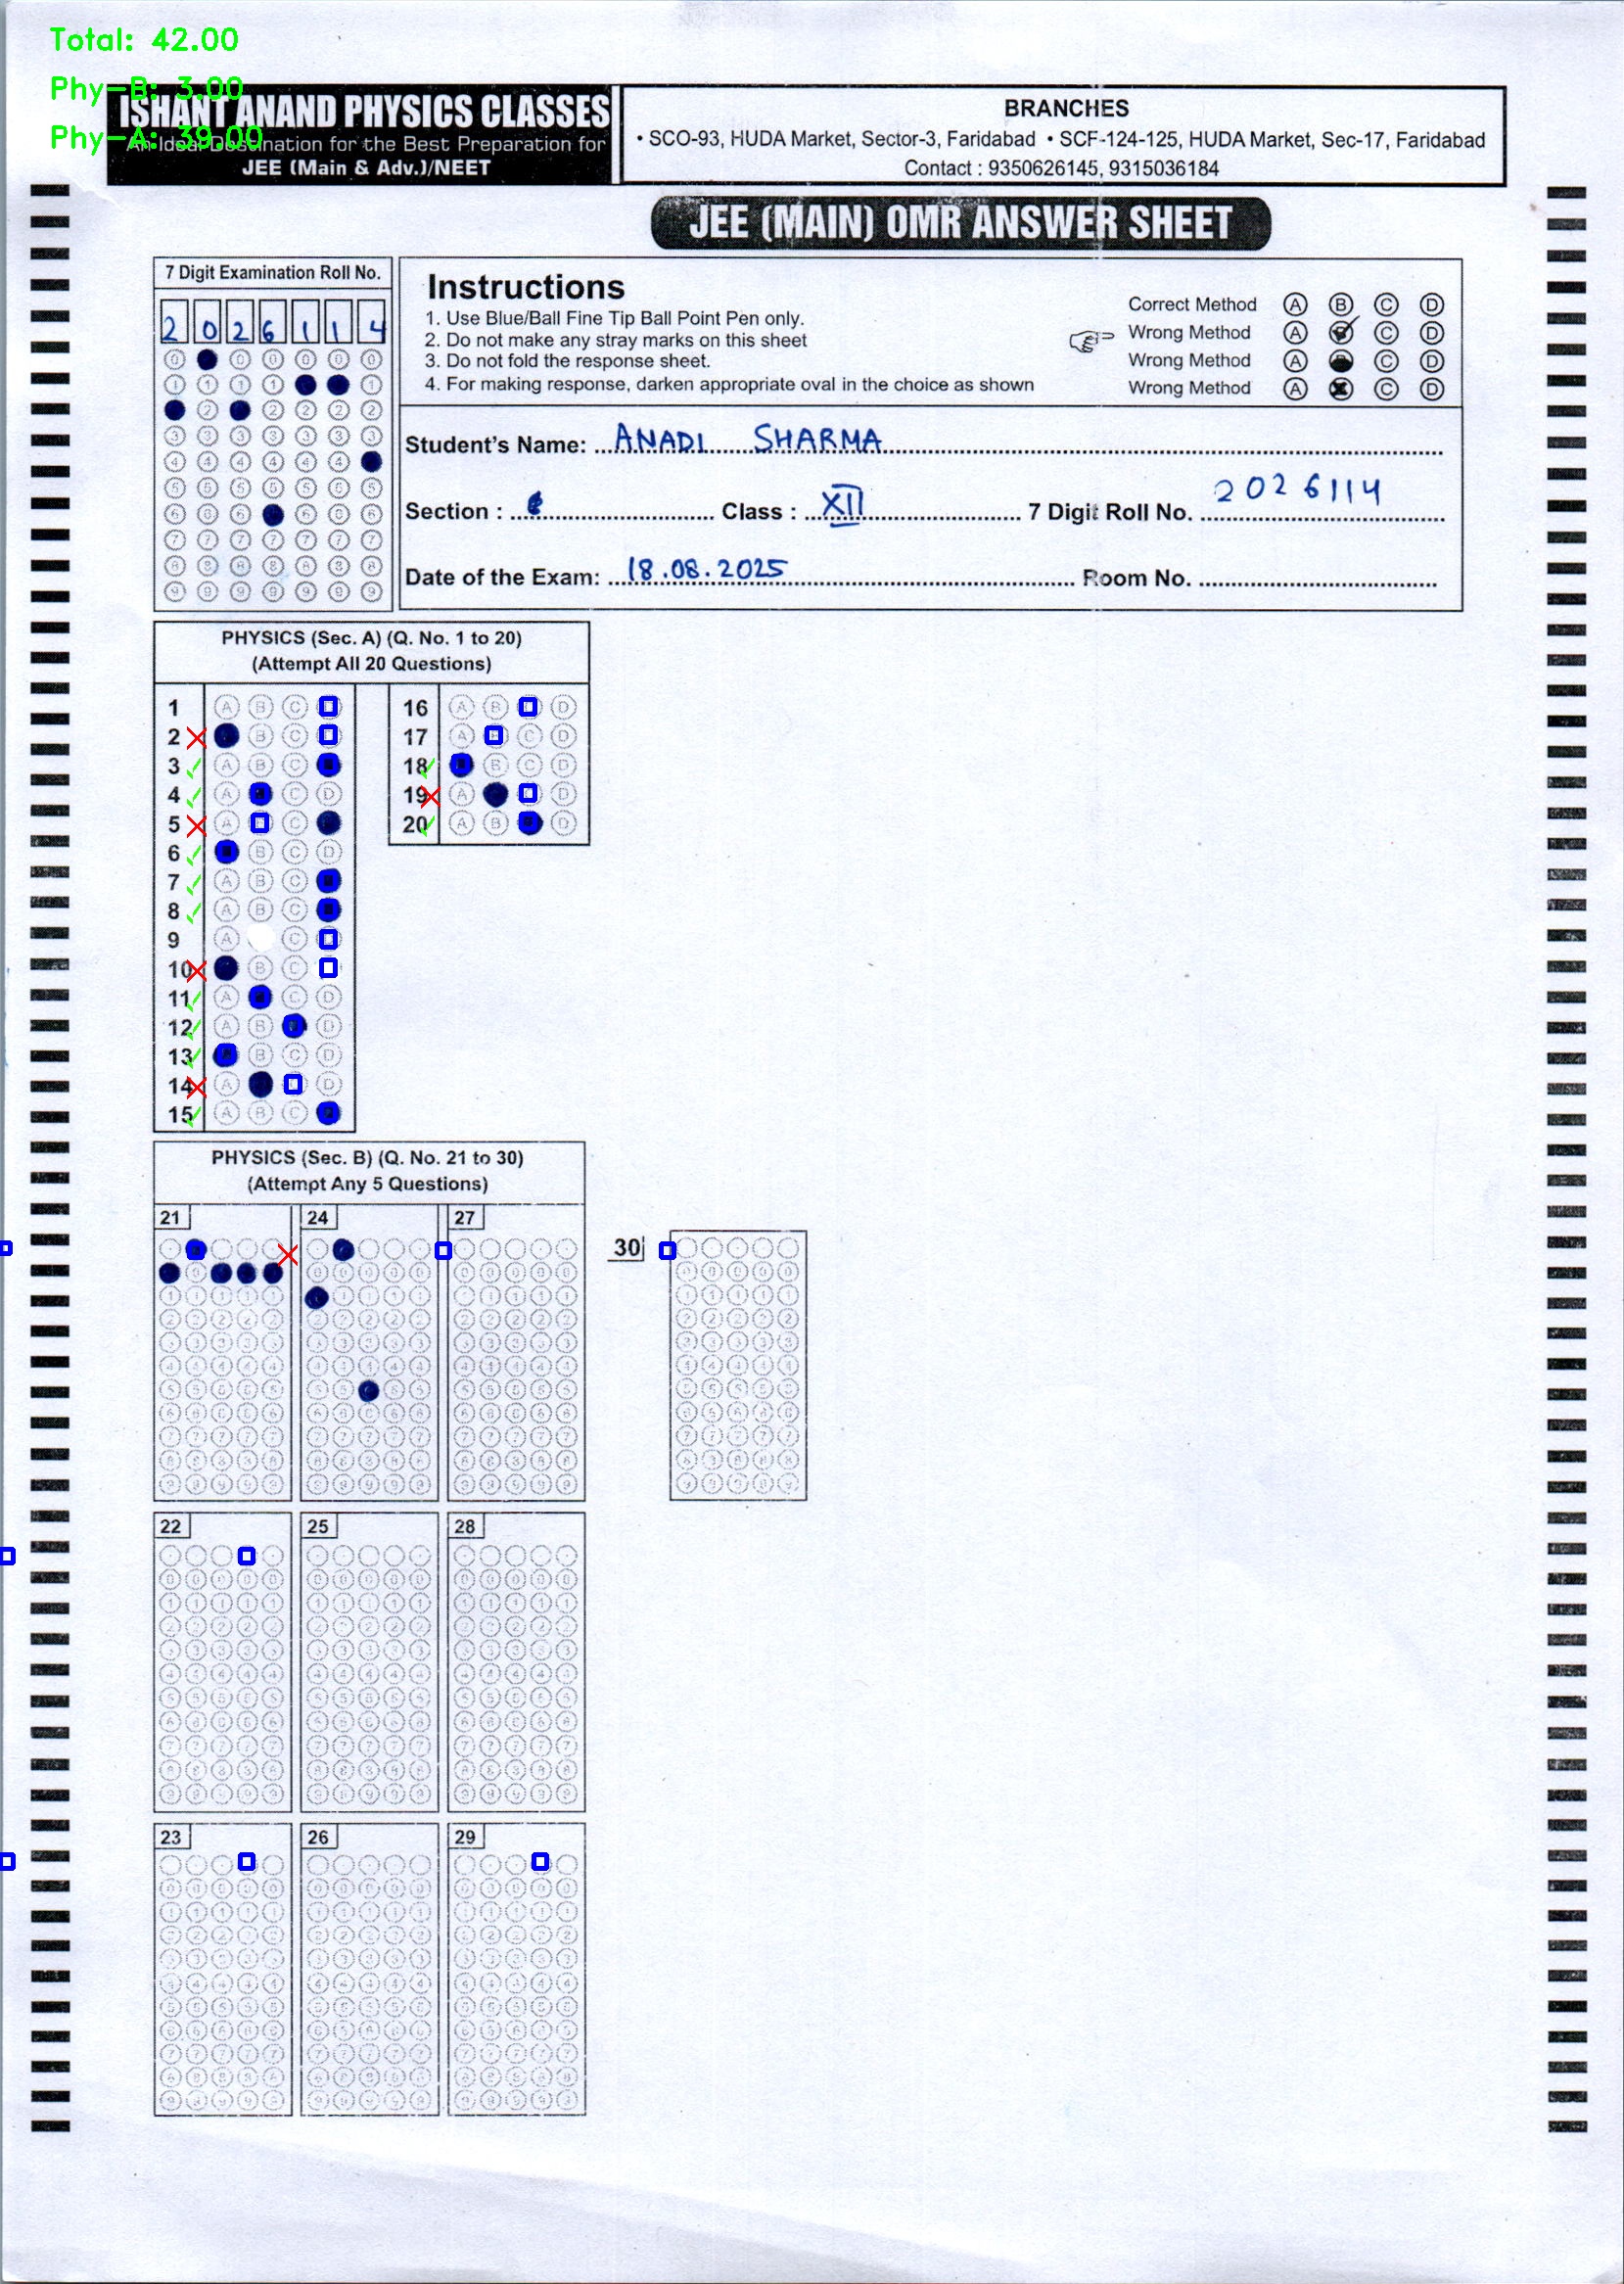 Total: 42.00
Phy-B: 3.00
Phy-A: 39.00
ISHANT ANAND PHYSICS CLASSES
An Ideal Destination for the Best Preparation for
JEE (Main & Adv.)/NEET
BRANCHES
• SCO-93, HUDA Market, Sector-3, Faridabad • SCF-124-125, HUDA Market, Sec-17, Faridabad
Contact : 9350626145, 9315036184
JEE (MAIN) OMR ANSWER SHEET
7 Digit Examination Roll No.
2 0 2 6 1 1 4
Instructions
1. Use Blue/Ball Fine Tip Ball Point Pen only.
2. Do not make any stray marks on this sheet
3. Do not fold the response sheet.
4. For making response, darken appropriate oval in the choice as shown
Correct Method A B C D
Wrong Method A C D
Wrong Method A C D
Wrong Method A C D
Student's Name: ANADI SHARMA
Section : Class : XII 7 Digit Roll No. 2026114
Date of the Exam: 18.08.2025 Room No.
PHYSICS (Sec. A) (Q. No. 1 to 20)
(Attempt All 20 Questions)
1 A B C
2 B C
3 A B C
4 A C D
5 A C
6 B C D
7 A B C
8 A B C
9 A C
10 B C
11 A C D
12 A B D
13 B C D
14 A D
15 A B C
16 A B D
17 A C D
18 B C D
19 A D
20 A B D
PHYSICS (Sec. B) (Q. No. 21 to 30)
(Attempt Any 5 Questions)
21 24 27
30
22 25 28
23 26 29